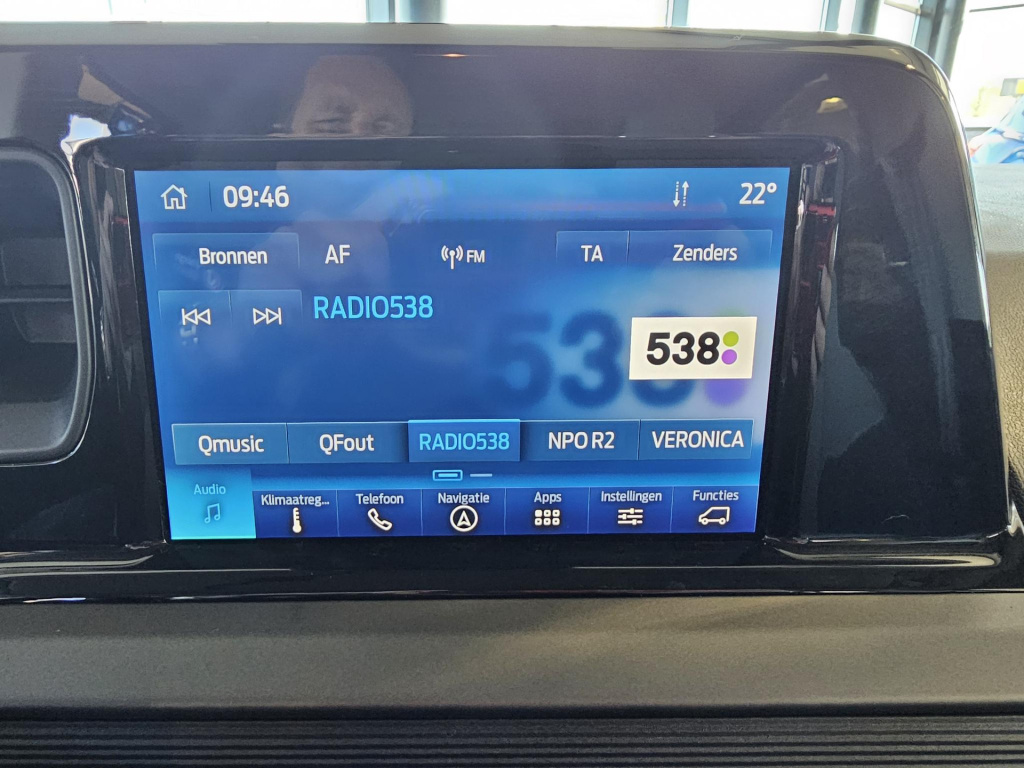 09:46 22°
Bronnen AF FM TA Zenders
RADIO538
538
538
Qmusic QFout RADIO538 NPO R2 VERONICA
Audio Klimaatreg... Telefoon Navigatie Apps Instellingen Functies